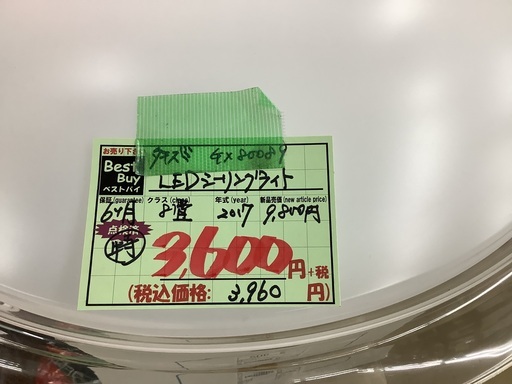 タキズミ GX80089
お売り下さい
Best Buy
ベストバイ
LEDシーリングライト
保証(guarantee) クラス(class) 年式(year) 新品売価(new article price)
6ヶ月 8畳 2017 9,800円
点検済
3,600円+税
(税込価格: 3,960 円)